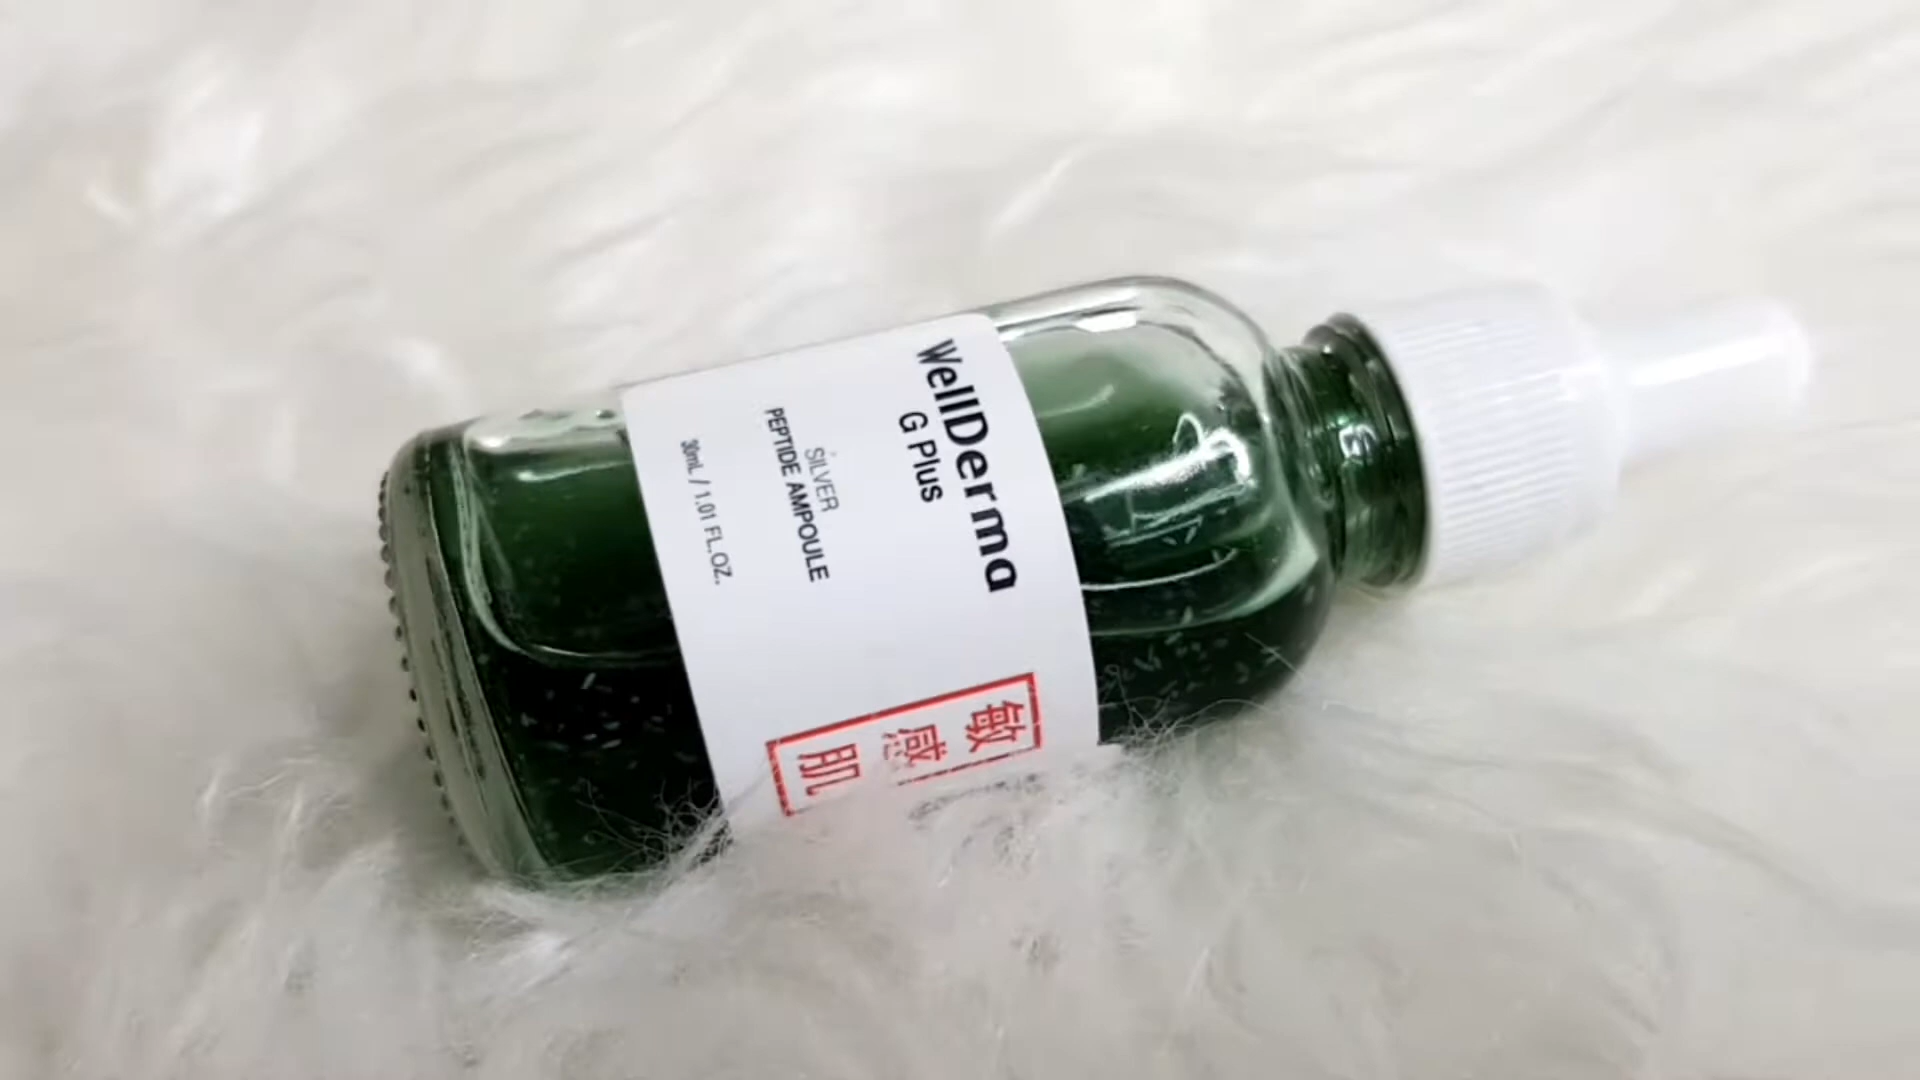 WellDerma
G Plus
SILVER
PEPTIDE AMPOULE
30mL / 1.01 FL.OZ.
敏感肌